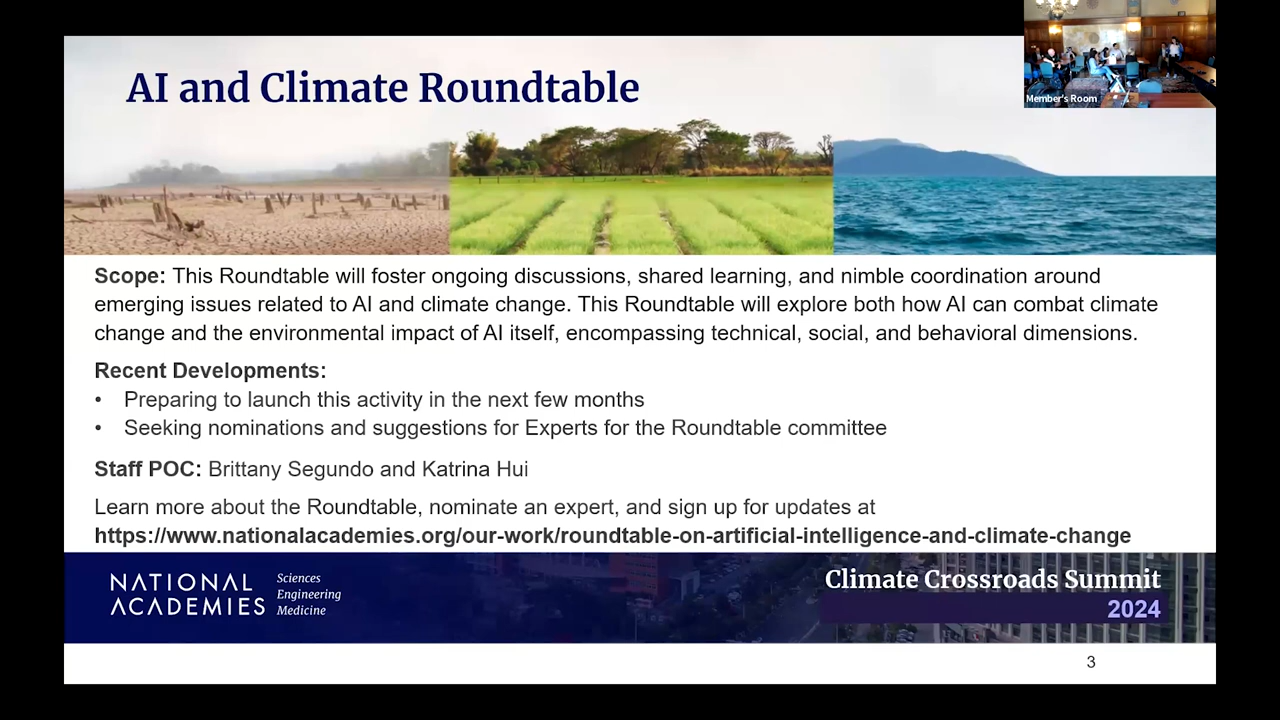 AI and Climate Roundtable
Member's Room
Scope: This Roundtable will foster ongoing discussions, shared learning, and nimble coordination around
emerging issues related to AI and climate change. This Roundtable will explore both how AI can combat climate
change and the environmental impact of AI itself, encompassing technical, social, and behavioral dimensions.
Recent Developments:
• Preparing to launch this activity in the next few months
• Seeking nominations and suggestions for Experts for the Roundtable committee
Staff POC: Brittany Segundo and Katrina Hui
Learn more about the Roundtable, nominate an expert, and sign up for updates at
https://www.nationalacademies.org/our-work/roundtable-on-artificial-intelligence-and-climate-change
NATIONAL
ACADEMIES
Sciences
Engineering
Medicine
Climate Crossroads Summit
2024
3